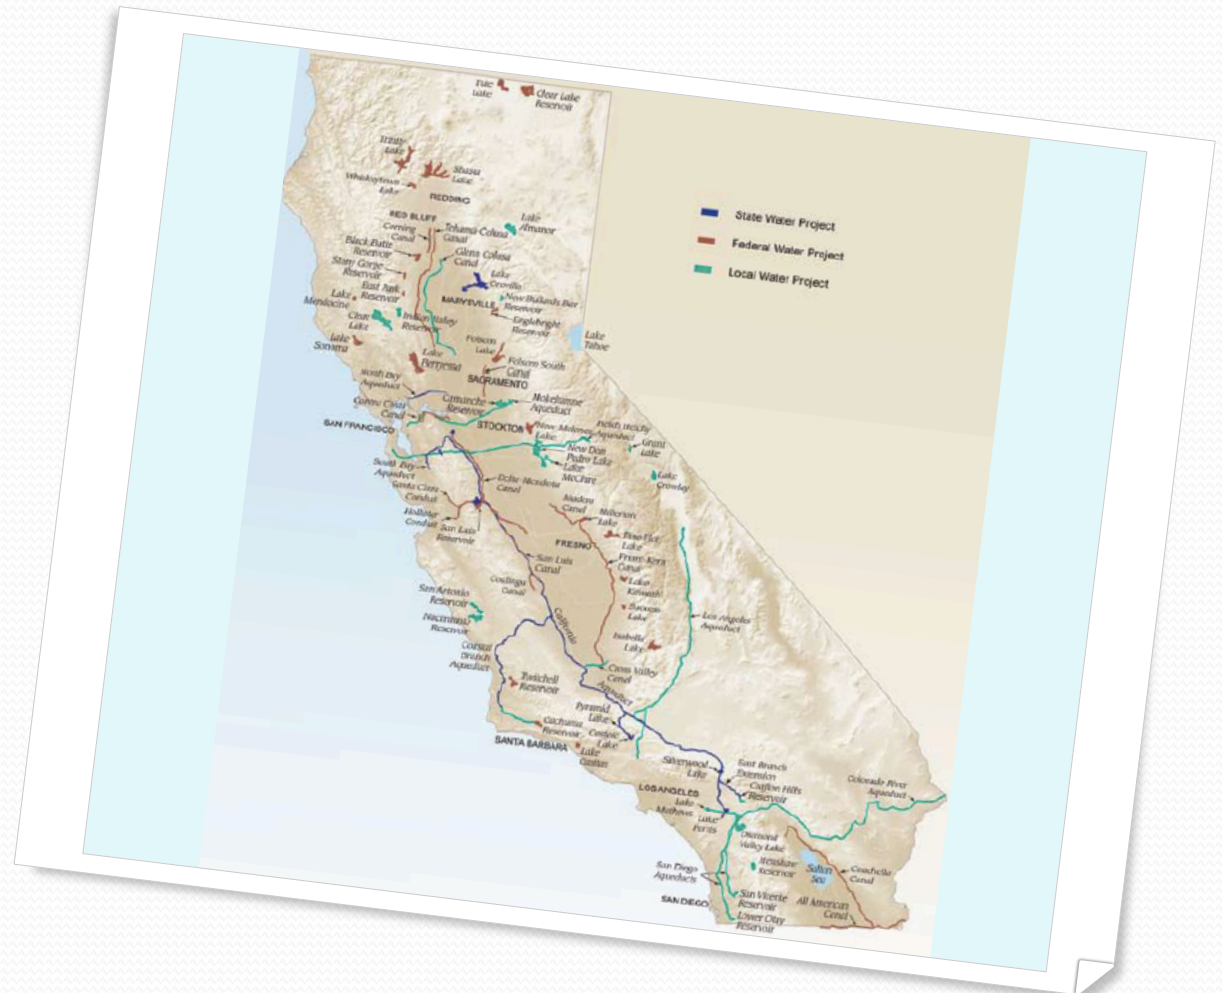 Tule
Lake
Clear Lake
Reservoir
Trinity
Lake
Shasta
Lake
Whiskeytown
Lake
REDDING
RED BLUFF
Corning
Canal
Tehama-Colusa
Canal
Lake
Almanor
Black Butte
Reservoir
Glenn Colusa
Canal
Stony Gorge
Reservoir
Lake
Oroville
East Park
Reservoir
MARYSVILLE
New Bullards Bar
Reservoir
Lake
Mendocino
Englebright
Reservoir
Clear
Lake
Indian Valley
Reservoir
Lake
Sonoma
Lake
Berryessa
Folsom
Lake
Folsom South
Canal
Lake
Tahoe
North Bay
Aqueduct
SACRAMENTO
Camanche
Reservoir
Mokelumne
Aqueduct
Contra Costa
Canal
SAN FRANCISCO
STOCKTON
New Melones
Lake
Hetch Hetchy
Aqueduct
Grant
Lake
New Don
Pedro Lake
Lake
McClure
Lake
Crowley
South Bay
Aqueduct
Santa Clara
Conduit
Delta-Mendota
Canal
Hollister
Conduit
San Luis
Reservoir
Madera
Canal
Millerton
Lake
FRESNO
Pine Flat
Lake
Friant-Kern
Canal
San Luis
Canal
Lake
Kaweah
Coalinga
Canal
Success
Lake
San Antonio
Reservoir
Nacimiento
Reservoir
California
Aqueduct
Los Angeles
Aqueduct
Isabella
Lake
Coastal
Branch
Aqueduct
Cross Valley
Canal
Twitchell
Reservoir
Pyramid
Lake
Cachuma
Reservoir
Castaic
Lake
SANTA BARBARA
Lake
Casitas
Silverwood
Lake
East Branch
Extension
Crafton Hills
Reservoir
Colorado River
Aqueduct
LOS ANGELES
Lake
Mathews
Lake
Perris
Diamond
Valley Lake
San Diego
Aqueducts
Henshaw
Reservoir
Salton
Sea
Coachella
Canal
SAN DIEGO
San Vicente
Reservoir
All American
Canal
Lower Otay
Reservoir
State Water Project
Federal Water Project
Local Water Project